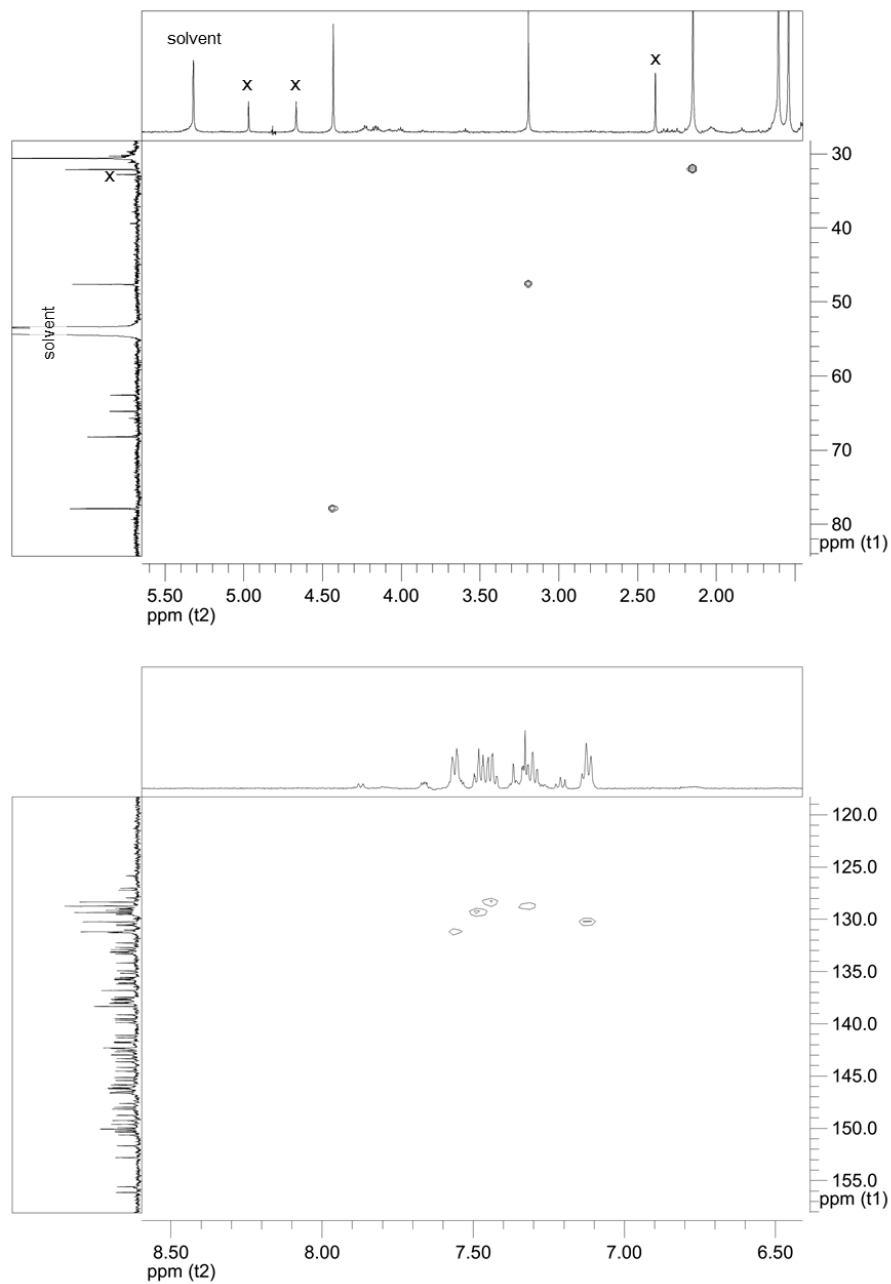 solvent
x
x
x
x
solvent
30
40
50
60
70
80
ppm (t1)
5.50 5.00 4.50 4.00 3.50 3.00 2.50 2.00
ppm (t2)
120.0
125.0
130.0
135.0
140.0
145.0
150.0
155.0
ppm (t1)
8.50 8.00 7.50 7.00 6.50
ppm (t2)